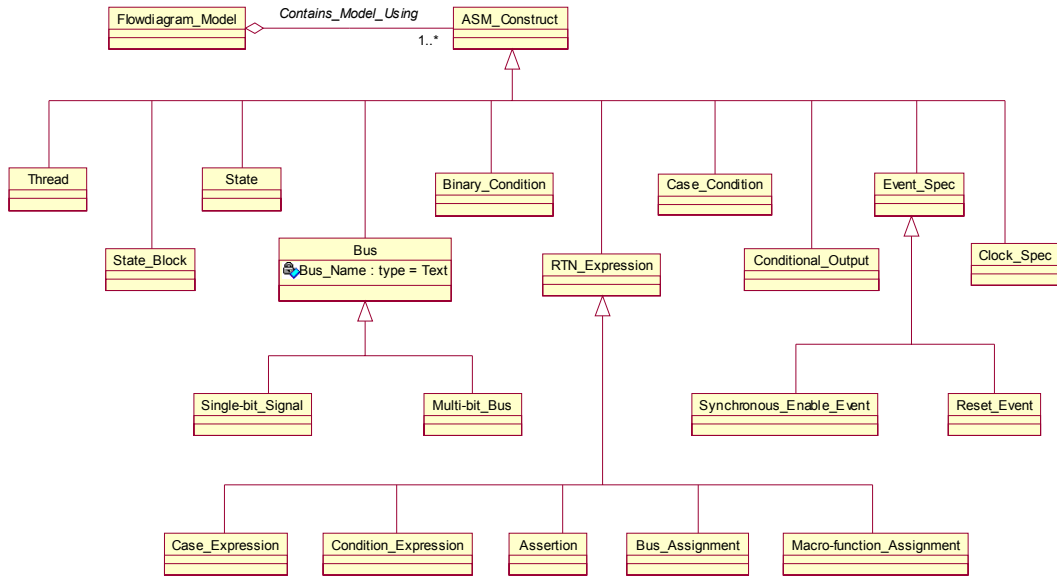 Flowdiagram_Model
Contains_Model_Using
ASM_Construct
1..*
Thread
State
Binary_Condition
Case_Condition
Event_Spec
State_Block
Bus
Bus_Name : type = Text
RTN_Expression
Conditional_Output
Clock_Spec
Single-bit_Signal
Multi-bit_Bus
Synchronous_Enable_Event
Reset_Event
Case_Expression
Condition_Expression
Assertion
Bus_Assignment
Macro-function_Assignment